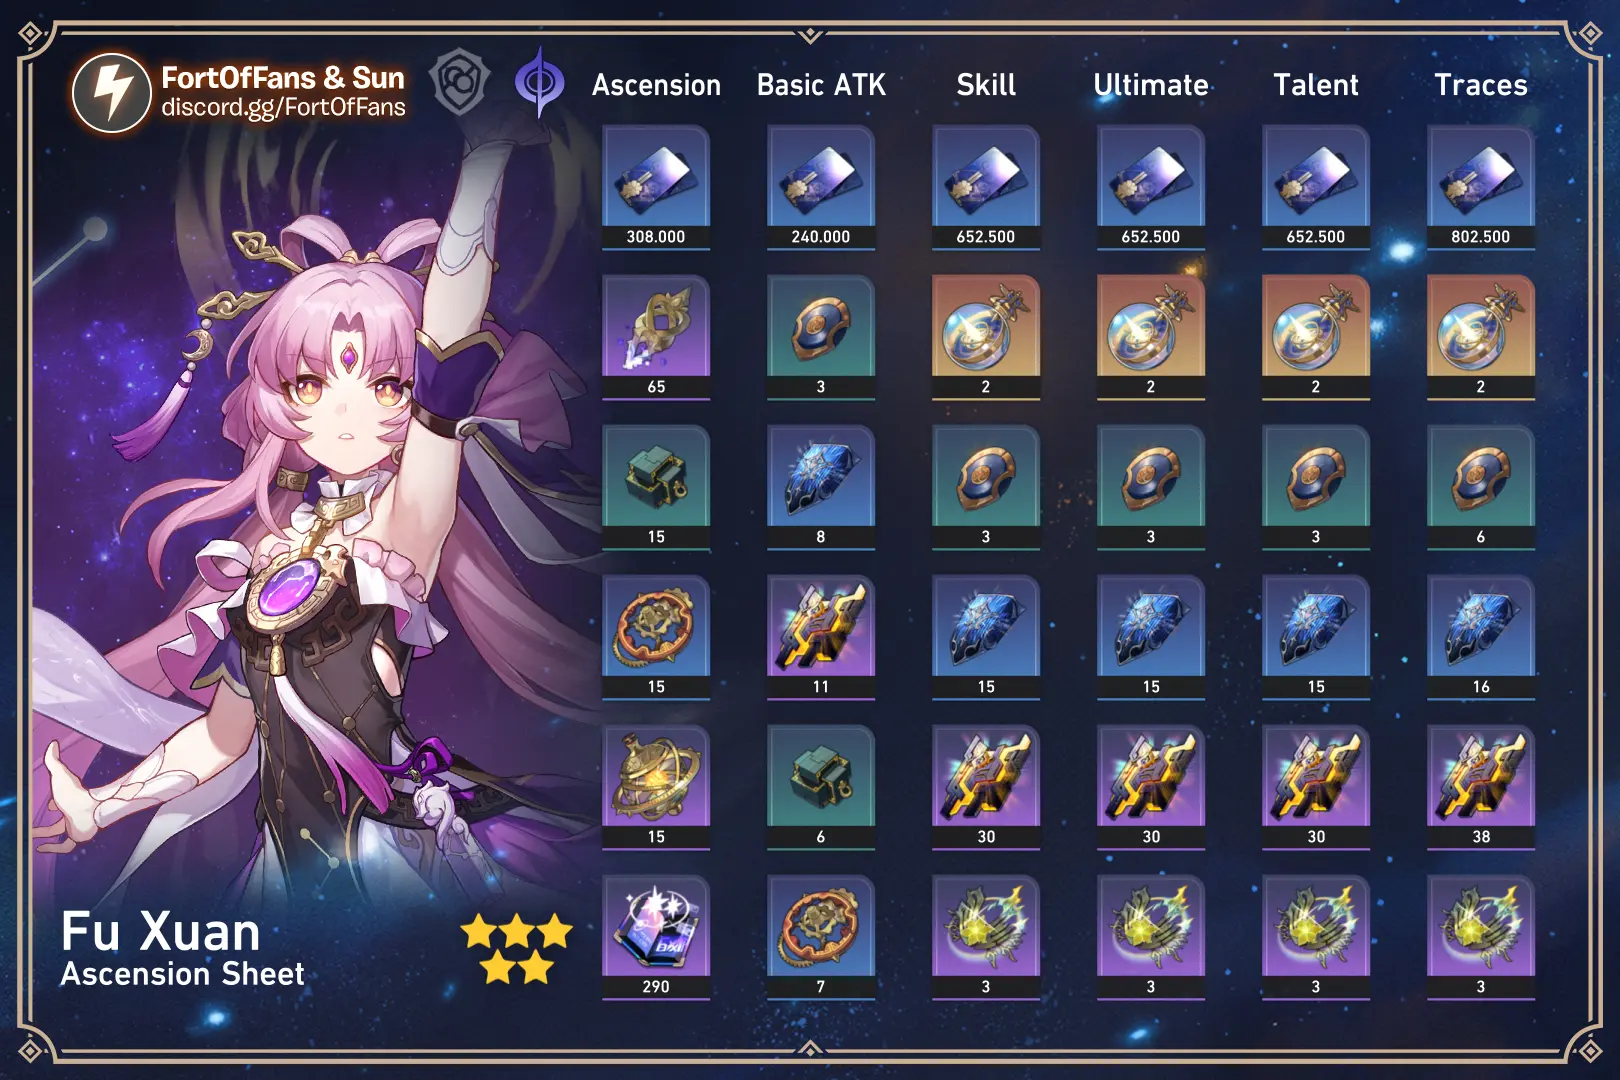 FortOfFans & Sun
discord.gg/FortOfFans
Ascension Basic ATK Skill Ultimate Talent Traces
308.000 240.000 652.500 652.500 652.500 802.500
65 3 2 2 2 2
15 8 3 3 3 6
15 11 15 15 15 16
15 6 30 30 30 38
290 7 3 3 3 3
Fu Xuan
Ascension Sheet